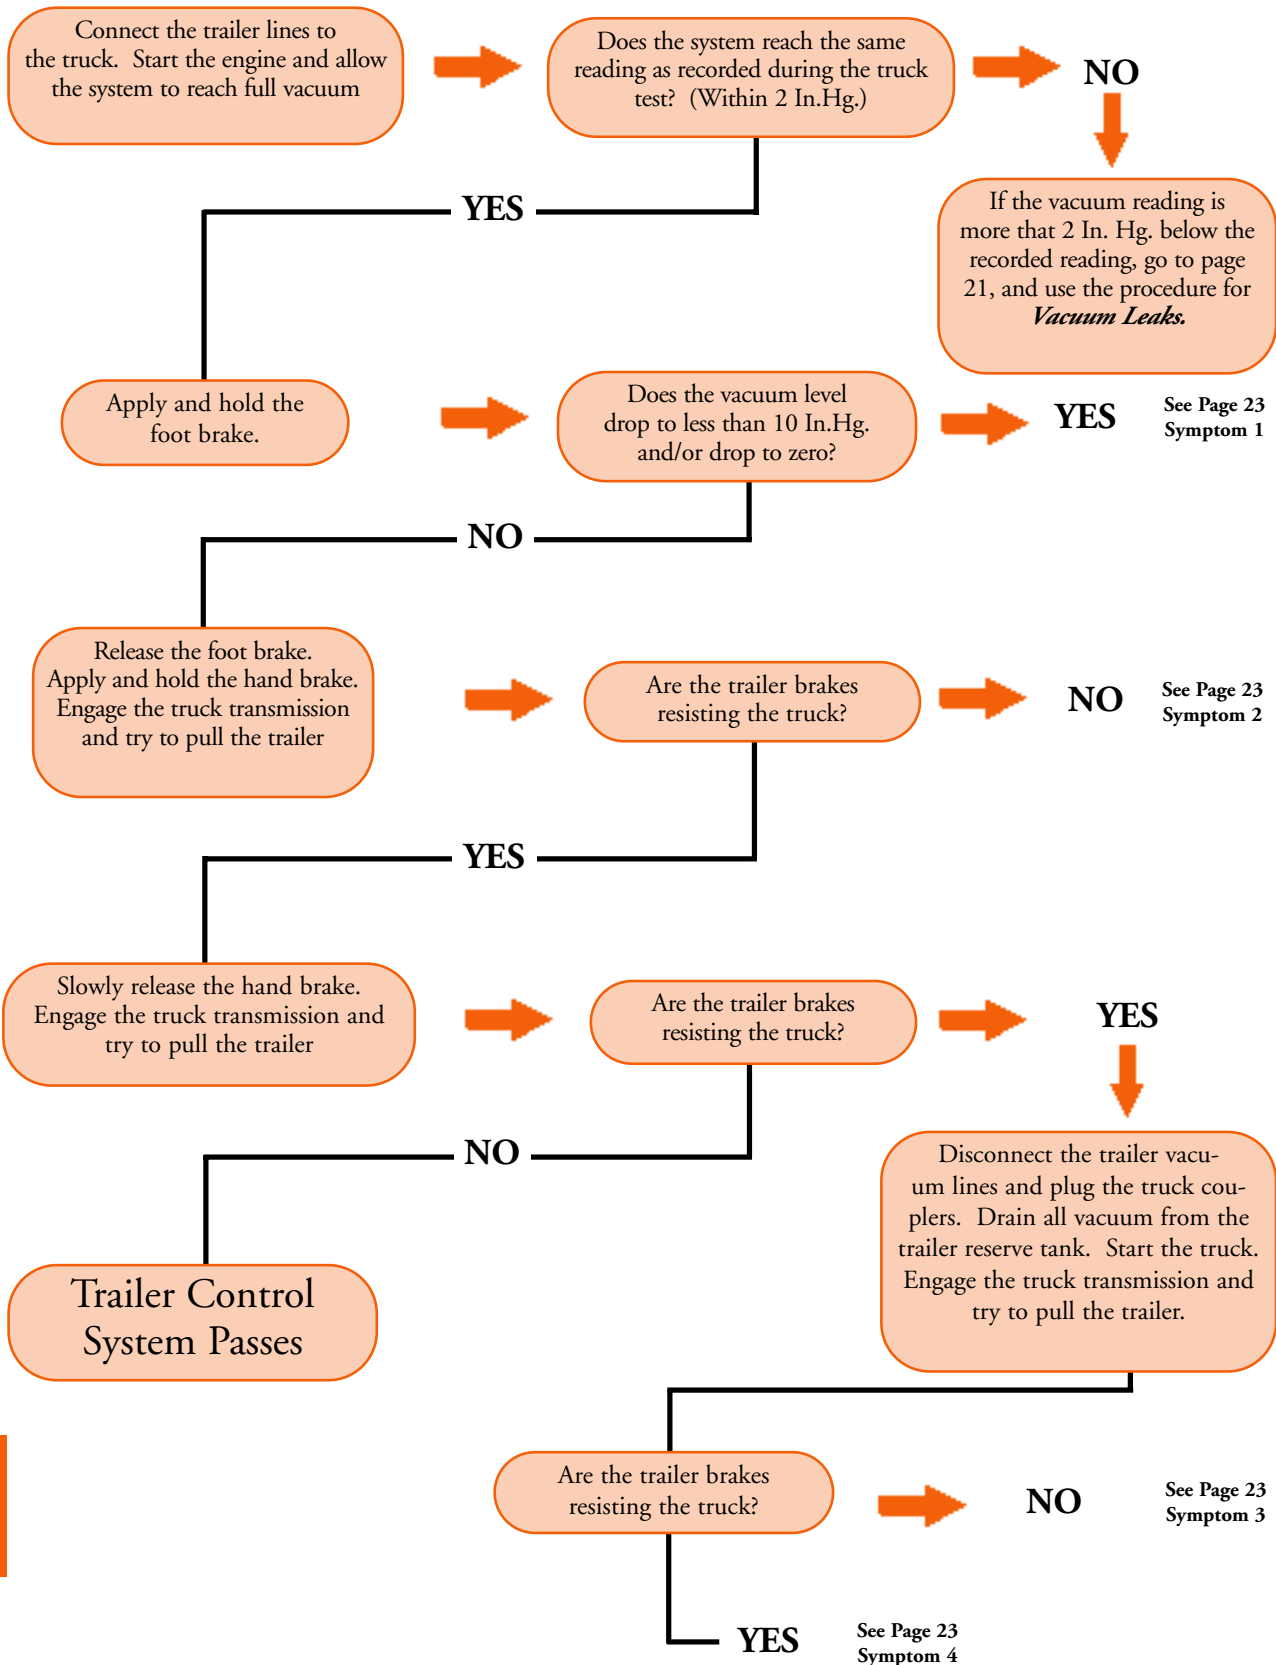 Connect the trailer lines to
the truck.  Start the engine and allow
the system to reach full vacuum
Does the system reach the same
reading as recorded during the truck
test?  (Within 2 In.Hg.)
NO
If the vacuum reading is
more that 2 In. Hg. below the
recorded reading, go to page
21, and use the procedure for
Vacuum Leaks.
YES
Apply and hold the
foot brake.
Does the vacuum level
drop to less than 10 In.Hg.
and/or drop to zero?
YES
See Page 23
Symptom 1
NO
Release the foot brake.
Apply and hold the hand brake.
Engage the truck transmission
and try to pull the trailer
Are the trailer brakes
resisting the truck?
NO
See Page 23
Symptom 2
YES
Slowly release the hand brake.
Engage the truck transmission and
try to pull the trailer
Are the trailer brakes
resisting the truck?
YES
Disconnect the trailer vacu-
um lines and plug the truck cou-
plers.  Drain all vacuum from the
trailer reserve tank.  Start the truck.
Engage the truck transmission and
try to pull the trailer.
NO
Trailer Control
System Passes
Are the trailer brakes
resisting the truck?
NO
See Page 23
Symptom 3
YES
See Page 23
Symptom 4